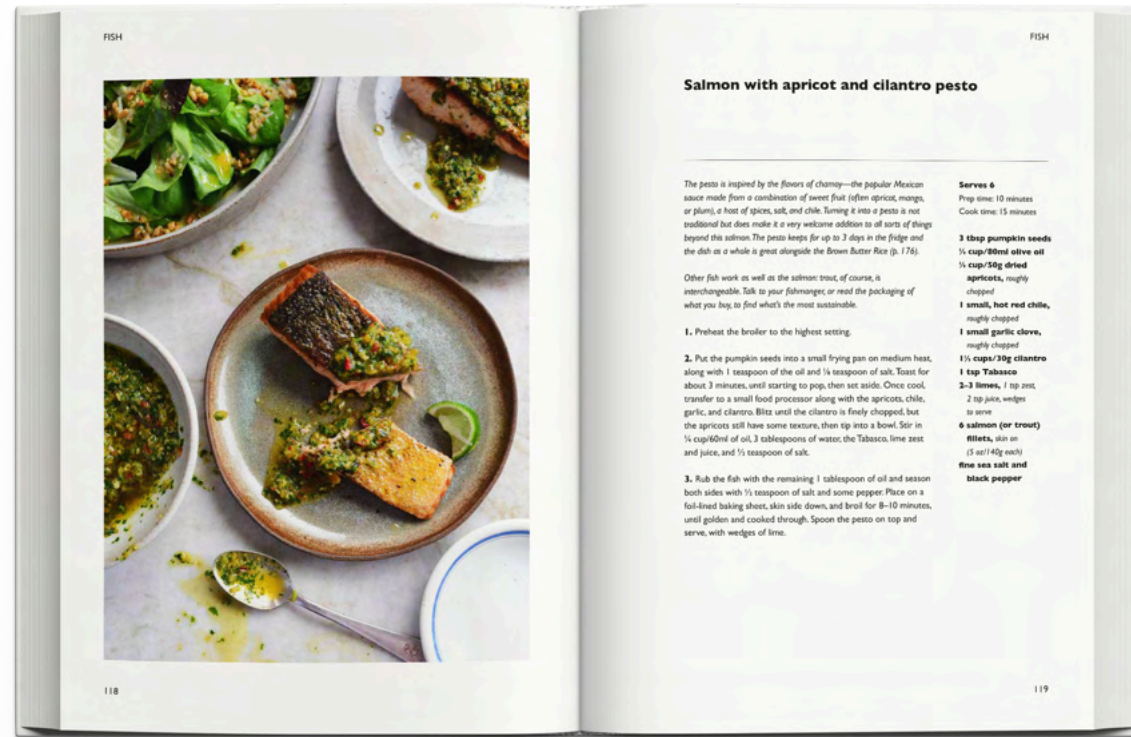 FISH
118
FISH
Salmon with apricot and cilantro pesto
The pesto is inspired by the flavors of chamoy—the popular Mexican
sauce made from a combination of sweet fruit (often apricot, mango,
or plum), a host of spices, salt, and chile. Turning it into a pesto is not
traditional but does make it a very welcome addition to all sorts of things
beyond this salmon. The pesto keeps for up to 3 days in the fridge and
the dish as a whole is great alongside the Brown Butter Rice (p. 176).
Other fish work as well as the salmon: trout, of course, is
interchangeable. Talk to your fishmonger, or read the packaging of
what you buy, to find what's the most sustainable.
1. Preheat the broiler to the highest setting.
2. Put the pumpkin seeds into a small frying pan on medium heat,
along with 1 teaspoon of the oil and ⅛ teaspoon of salt. Toast for
about 3 minutes, until starting to pop, then set aside. Once cool,
transfer to a small food processor along with the apricots, chile,
garlic, and cilantro. Blitz until the cilantro is finely chopped, but
the apricots still have some texture, then tip into a bowl. Stir in
¼ cup/60ml of oil, 3 tablespoons of water, the Tabasco, lime zest
and juice, and ½ teaspoon of salt.
3. Rub the fish with the remaining 1 tablespoon of oil and season
both sides with ½ teaspoon of salt and some pepper. Place on a
foil-lined baking sheet, skin side down, and broil for 8–10 minutes,
until golden and cooked through. Spoon the pesto on top and
serve, with wedges of lime.
Serves 6
Prep time: 10 minutes
Cook time: 15 minutes
3 tbsp pumpkin seeds
⅓ cup/80ml olive oil
⅓ cup/50g dried
apricots, roughly
chopped
1 small, hot red chile,
roughly chopped
1 small garlic clove,
roughly chopped
1½ cups/30g cilantro
1 tsp Tabasco
2–3 limes, 1 tsp zest,
2 tsp juice, wedges
to serve
6 salmon (or trout)
fillets, skin on
(5 oz/140g each)
fine sea salt and
black pepper
119